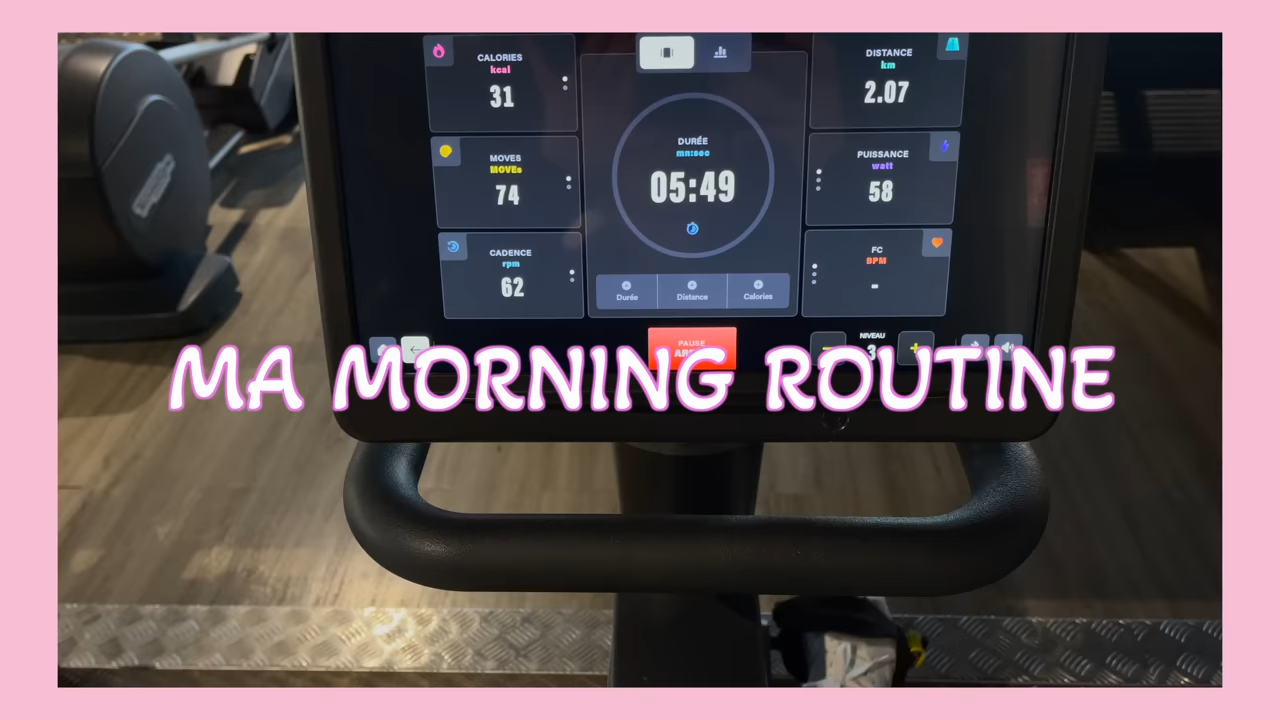 CALORIES
kcal
31
MOVES
MOVEs
74
CADENCE
rpm
62
DURÉE
mn:sec
05:49
Durée
Distance
Calories
DISTANCE
km
2.07
PUISSANCE
watt
58
FC
BPM
-
PAUSE
NIVEAU
3
MA MORNING ROUTINE